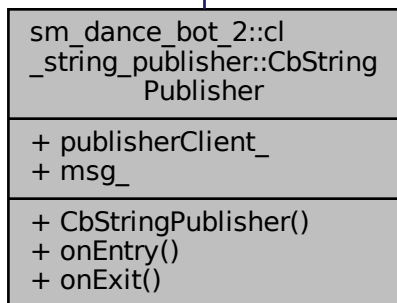 sm_dance_bot_2::cl
_string_publisher::CbString
Publisher
+ publisherClient_
+ msg_
+ CbStringPublisher()
+ onEntry()
+ onExit()